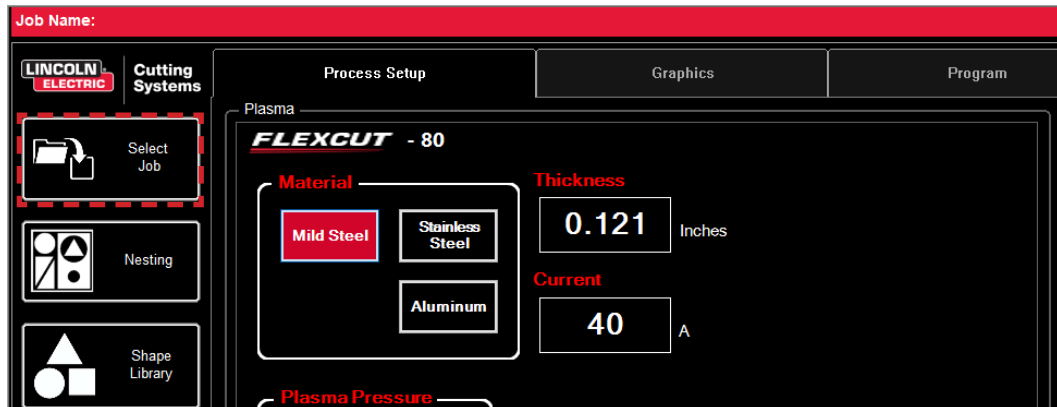 Job Name:
LINCOLN
ELECTRIC
Cutting
Systems
Process Setup
Graphics
Program
Select
Job
Nesting
Shape
Library
Plasma
FLEXCUT - 80
Material
Mild Steel
Stainless
Steel
Aluminum
Thickness
0.121 Inches
Current
40 A
Plasma Pressure